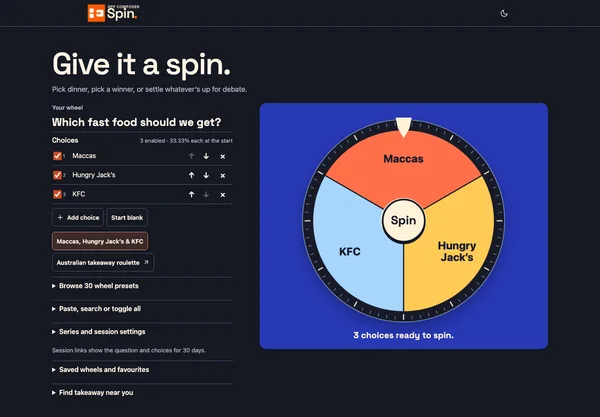 APP COMPOSER
Spin.
Give it a spin.
Pick dinner, pick a winner, or settle whatever's up for debate.
Your wheel
Which fast food should we get?
Choices
3 enabled · 33.33% each at the start
1 Maccas
2 Hungry Jack's
3 KFC
+ Add choice
Start blank
Maccas, Hungry Jack's & KFC
Australian takeaway roulette ↗
▸ Browse 30 wheel presets
▸ Paste, search or toggle all
▸ Series and session settings
Session links show the question and choices for 30 days.
▸ Saved wheels and favourites
▸ Find takeaway near you
Maccas
Spin
KFC
Hungry
Jack's
3 choices ready to spin.